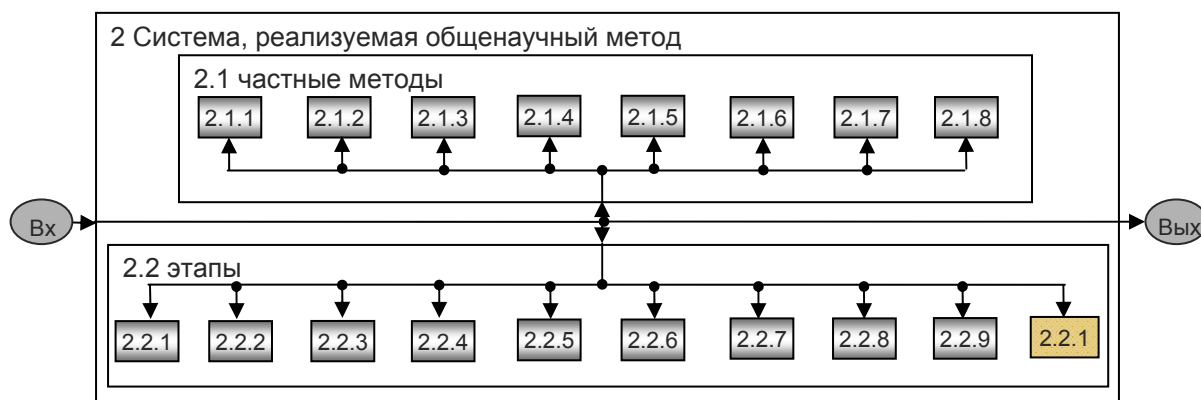 2 Система, реализуемая общенаучный метод
2.1 частные методы
2.1.1 2.1.2 2.1.3 2.1.4 2.1.5 2.1.6 2.1.7 2.1.8
Вх Вых
2.2 этапы
2.2.1 2.2.2 2.2.3 2.2.4 2.2.5 2.2.6 2.2.7 2.2.8 2.2.9 2.2.1